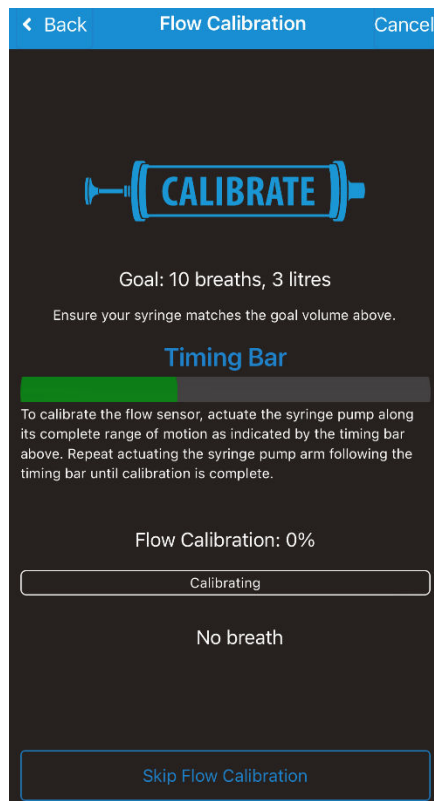 Back Flow Calibration Cancel
CALIBRATE
Goal: 10 breaths, 3 litres
Ensure your syringe matches the goal volume above.
Timing Bar
To calibrate the flow sensor, actuate the syringe pump along
its complete range of motion as indicated by the timing bar
above. Repeat actuating the syringe pump arm following the
timing bar until calibration is complete.
Flow Calibration: 0%
Calibrating
No breath
Skip Flow Calibration